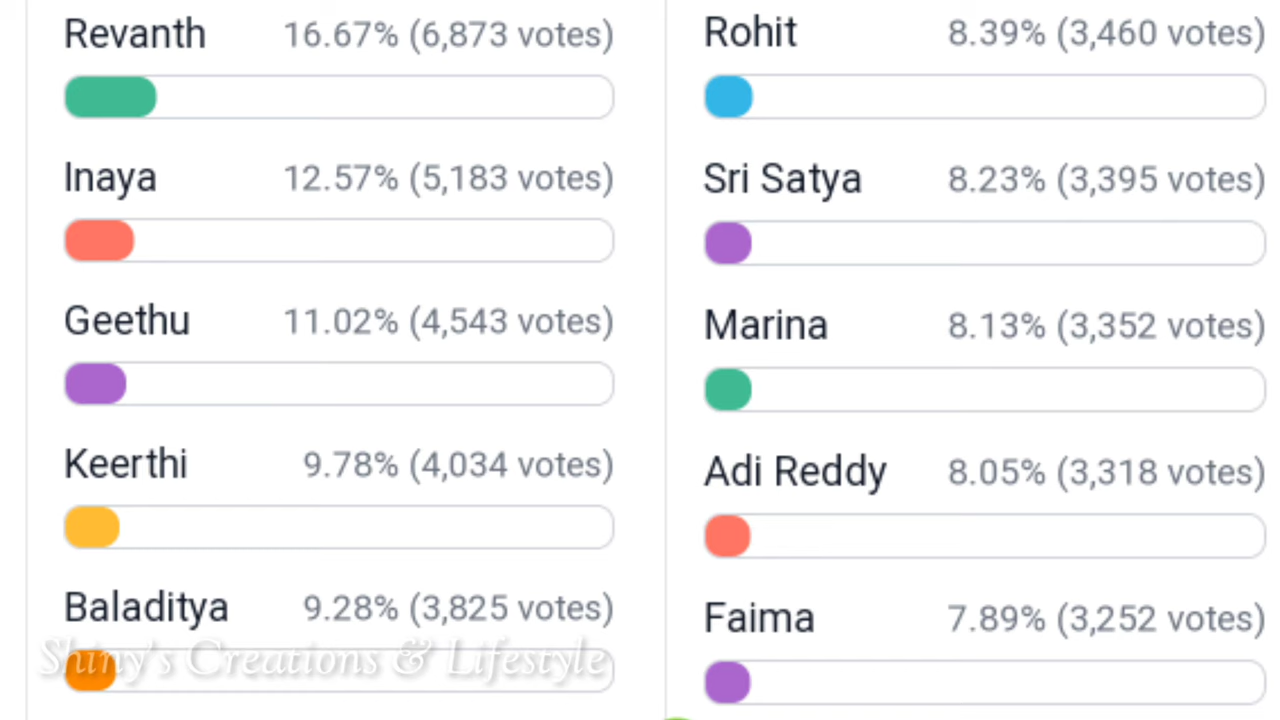 Revanth 16.67% (6,873 votes)
Inaya 12.57% (5,183 votes)
Geethu 11.02% (4,543 votes)
Keerthi 9.78% (4,034 votes)
Baladitya 9.28% (3,825 votes)
Shiny's Creations & Lifestyle
Rohit 8.39% (3,460 votes)
Sri Satya 8.23% (3,395 votes)
Marina 8.13% (3,352 votes)
Adi Reddy 8.05% (3,318 votes)
Faima 7.89% (3,252 votes)